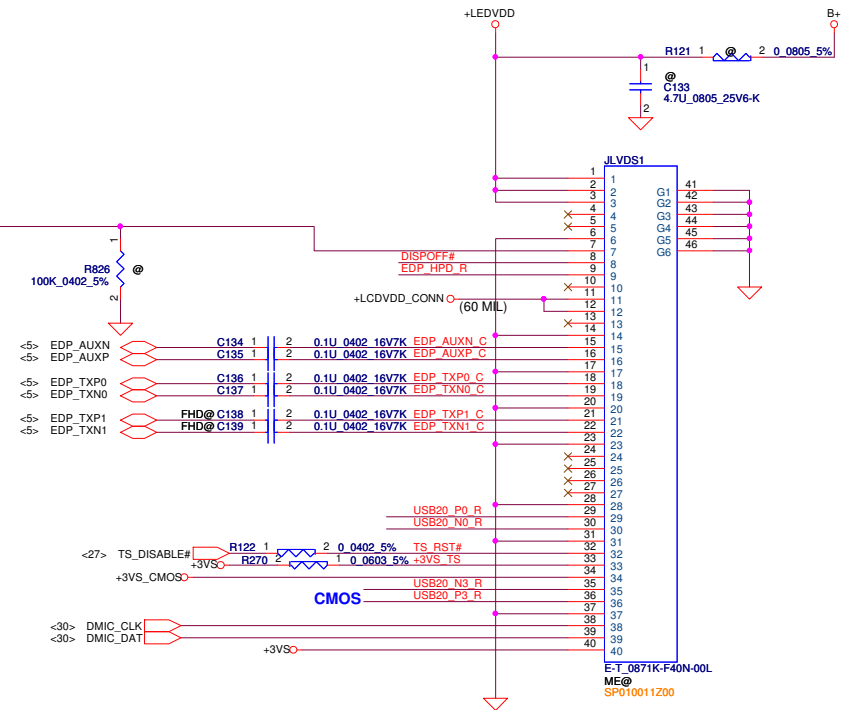 +LEDVDD
B+
R121 1 @ 2 0_0805_5%
1
@
C133
4.7U_0805_25V6-K
2
JLVDS1
1 1
2 2
3 3
4 4
5 5
6 6
7 7
8 8
9 9
10 10
11 11
12 12
13 13
14 14
15 15
16 16
17 17
18 18
19 19
20 20
21 21
22 22
23 23
24 24
25 25
26 26
27 27
28 28
29 29
30 30
31 31
32 32
33 33
34 34
35 35
36 36
37 37
38 38
39 39
40 40
G1 41
G2 42
G3 43
G4 44
G5 45
G6 46
1
R826 @
100K_0402_5%
2
DISPOFF#
EDP_HPD_R
+LCDVDD_CONN (60 MIL)
<5> EDP_AUXN C134 1 2 0.1U_0402_16V7K EDP_AUXN_C
<5> EDP_AUXP C135 1 2 0.1U_0402_16V7K EDP_AUXP_C
<5> EDP_TXP0 C136 1 2 0.1U_0402_16V7K EDP_TXP0_C
<5> EDP_TXN0 C137 1 2 0.1U_0402_16V7K EDP_TXN0_C
<5> EDP_TXP1 FHD@ C138 1 2 0.1U_0402_16V7K EDP_TXP1_C
<5> EDP_TXN1 FHD@ C139 1 2 0.1U_0402_16V7K EDP_TXN1_C
USB20_P0_R
USB20_N0_R
<27> TS_DISABLE# R122 1 2 0_0402_5% TS_RST#
+3VS R270 2 1 0_0603_5% +3VS_TS
+3VS_CMOS
USB20_N3_R
CMOS
USB20_P3_R
<30> DMIC_CLK
<30> DMIC_DAT
+3VS
E-T_0871K-F40N-00L
ME@
SP010011Z00